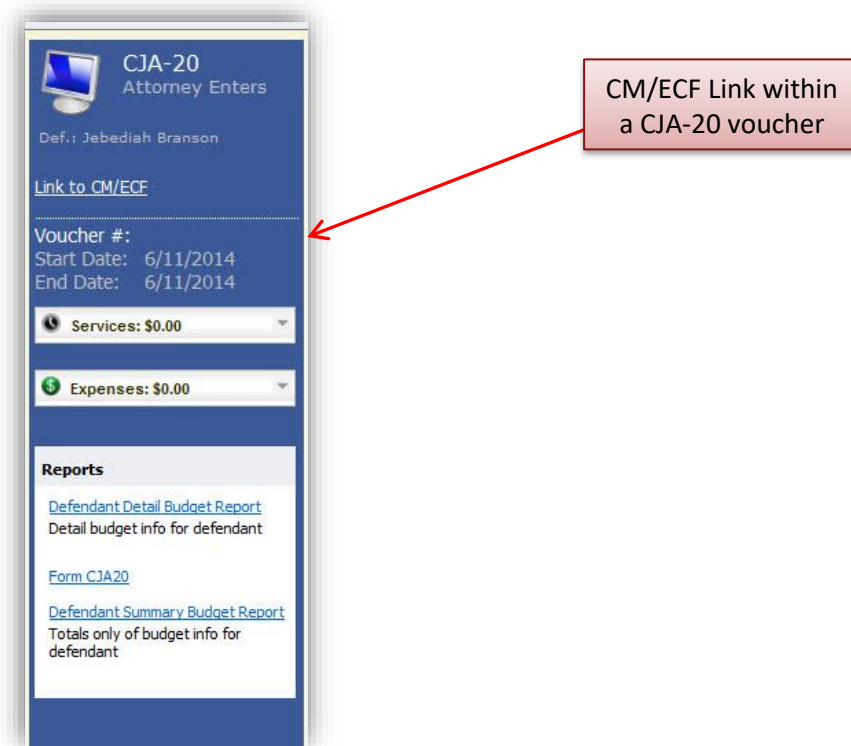 CJA-20
Attorney Enters
Def.: Jebediah Branson
Link to CM/ECF
Voucher #:
Start Date: 6/11/2014
End Date: 6/11/2014
Services: $0.00
Expenses: $0.00
Reports
Defendant Detail Budget Report
Detail budget info for defendant
Form CJA20
Defendant Summary Budget Report
Totals only of budget info for
defendant
CM/ECF Link within
a CJA-20 voucher